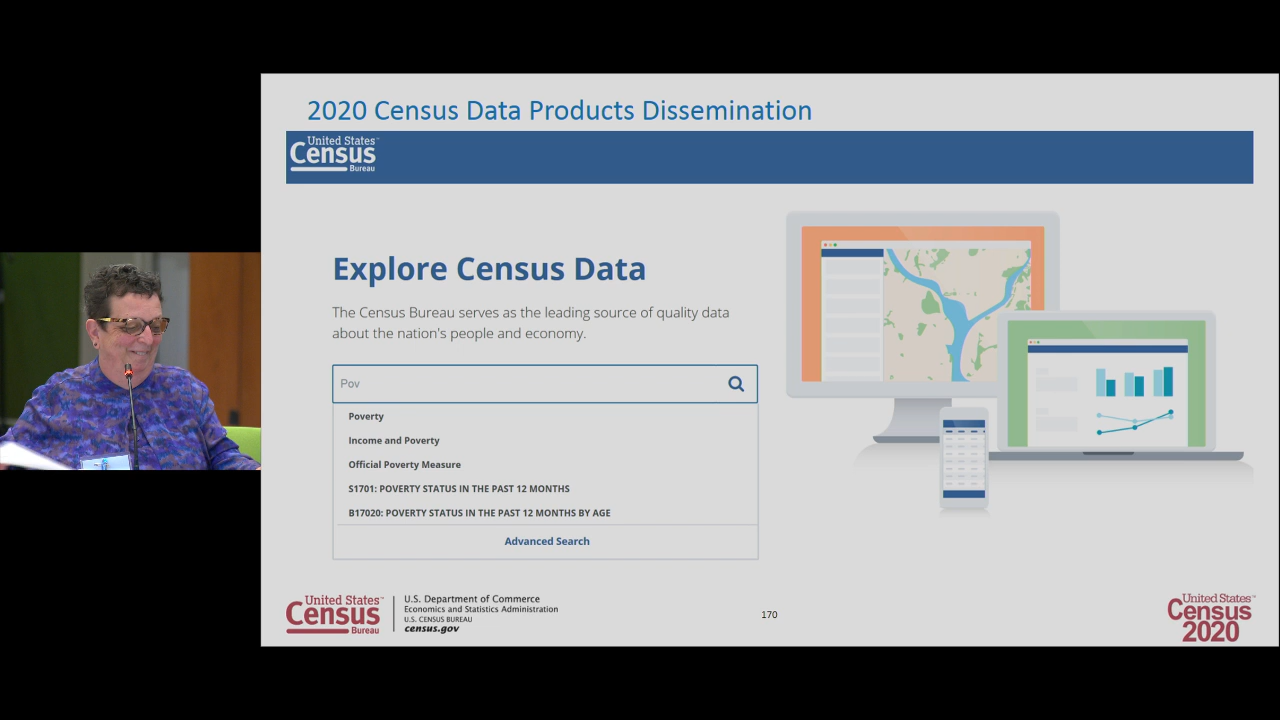 2020 Census Data Products Dissemination
United States™
Census
Bureau
Explore Census Data
The Census Bureau serves as the leading source of quality data
about the nation's people and economy.
Pov
Poverty
Income and Poverty
Official Poverty Measure
S1701: POVERTY STATUS IN THE PAST 12 MONTHS
B17020: POVERTY STATUS IN THE PAST 12 MONTHS BY AGE
Advanced Search
United States™
Census
Bureau
U.S. Department of Commerce
Economics and Statistics Administration
U.S. CENSUS BUREAU
census.gov
170
United States™
Census
2020